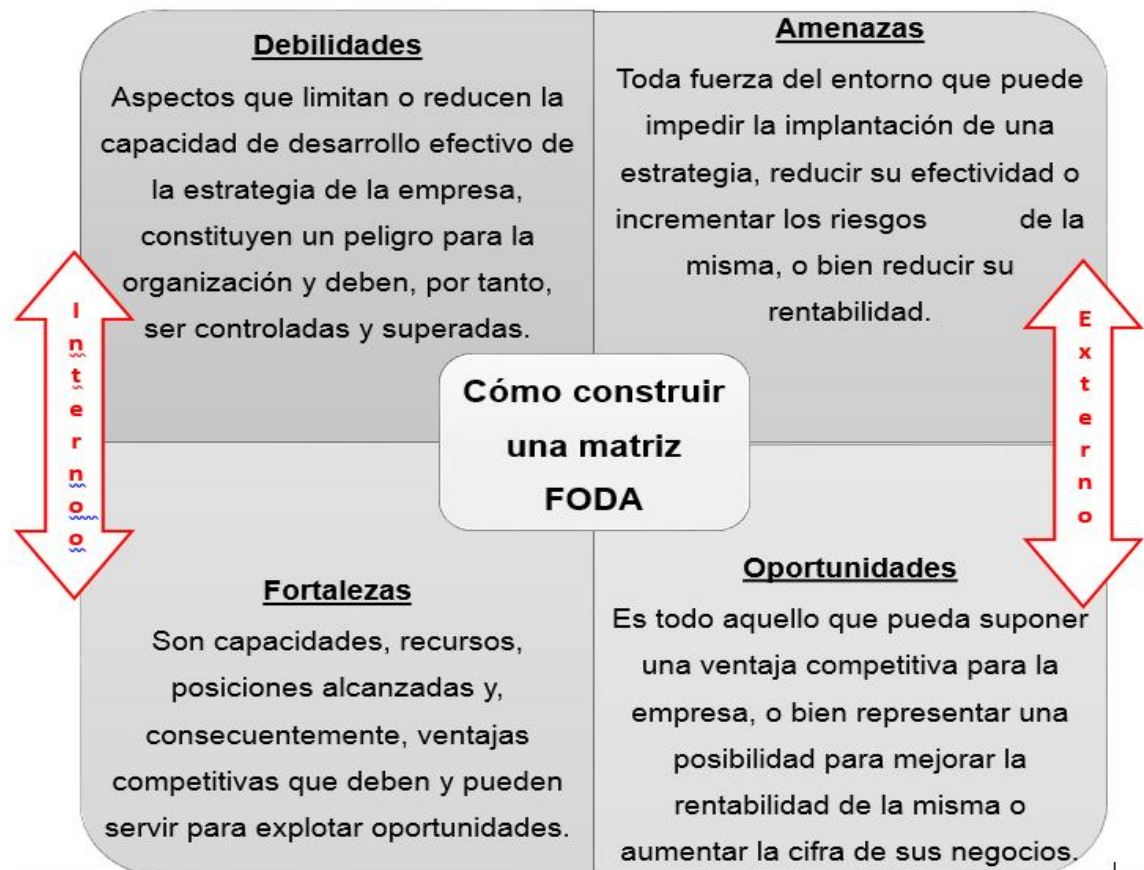 Debilidades
Aspectos que limitan o reducen la
capacidad de desarrollo efectivo de
la estrategia de la empresa,
constituyen un peligro para la
organización y deben, por tanto,
ser controladas y superadas.
Amenazas
Toda fuerza del entorno que puede
impedir la implantación de una
estrategia, reducir su efectividad o
incrementar los riesgos de la
misma, o bien reducir su
rentabilidad.
I
n
t
e
r
n
o
o
Cómo construir
una matriz
FODA
E
x
t
e
r
n
o
Fortalezas
Son capacidades, recursos,
posiciones alcanzadas y,
consecuentemente, ventajas
competitivas que deben y pueden
servir para explotar oportunidades.
Oportunidades
Es todo aquello que pueda suponer
una ventaja competitiva para la
empresa, o bien representar una
posibilidad para mejorar la
rentabilidad de la misma o
aumentar la cifra de sus negocios.